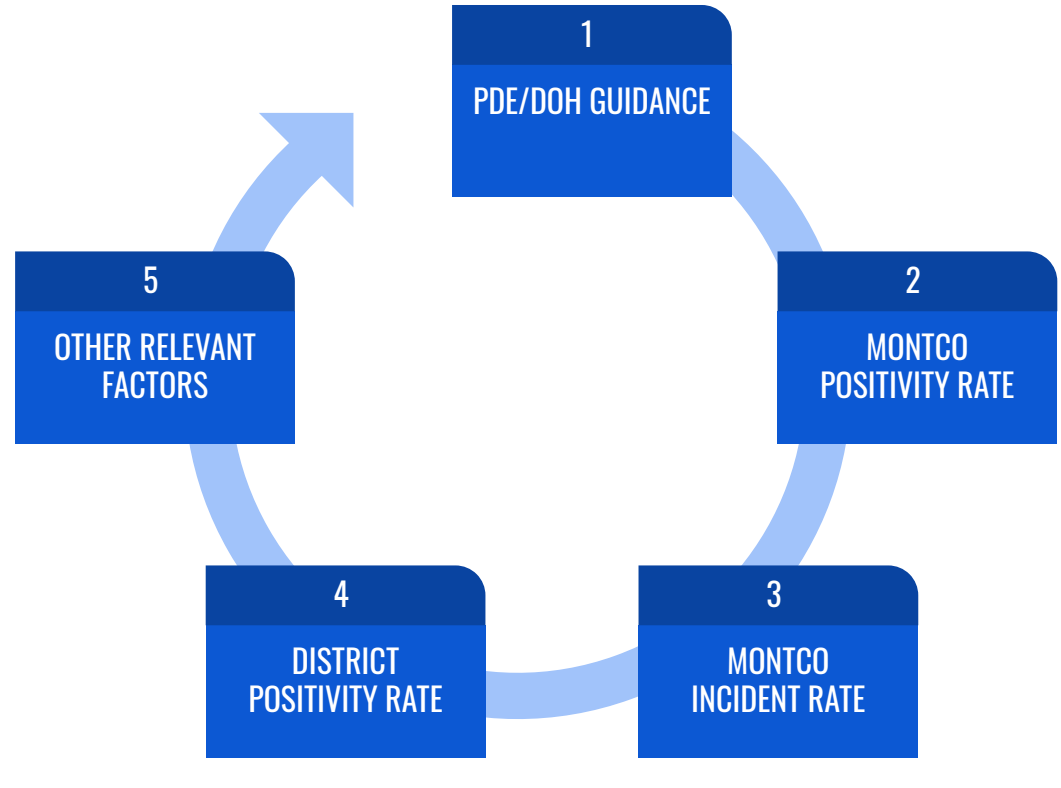 1
PDE/DOH GUIDANCE
2
MONTCO
POSITIVITY RATE
3
MONTCO
INCIDENT RATE
4
DISTRICT
POSITIVITY RATE
5
OTHER RELEVANT
FACTORS